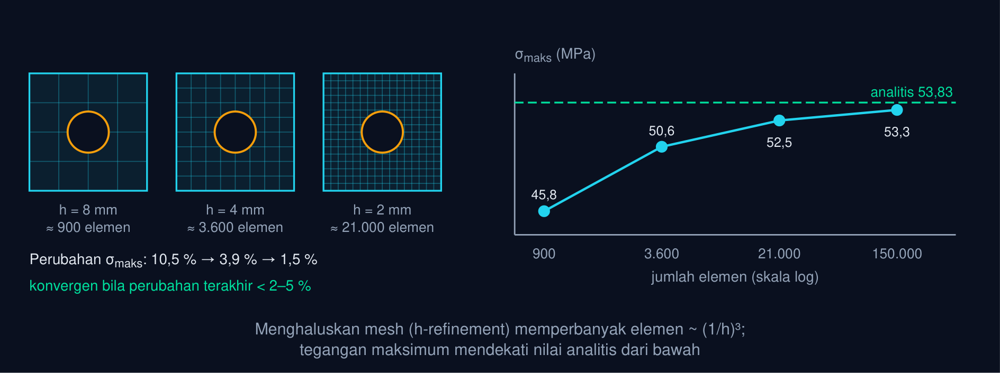 h = 8 mm
≈ 900 elemen
h = 4 mm
≈ 3.600 elemen
h = 2 mm
≈ 21.000 elemen
Perubahan σmaks: 10,5 % → 3,9 % → 1,5 %
konvergen bila perubahan terakhir < 2–5 %
σmaks (MPa)
analitis 53,83
45,8
50,6
52,5
53,3
900
3.600
21.000
150.000
jumlah elemen (skala log)
Menghaluskan mesh (h-refinement) memperbanyak elemen ~ (1/h)³;
tegangan maksimum mendekati nilai analitis dari bawah